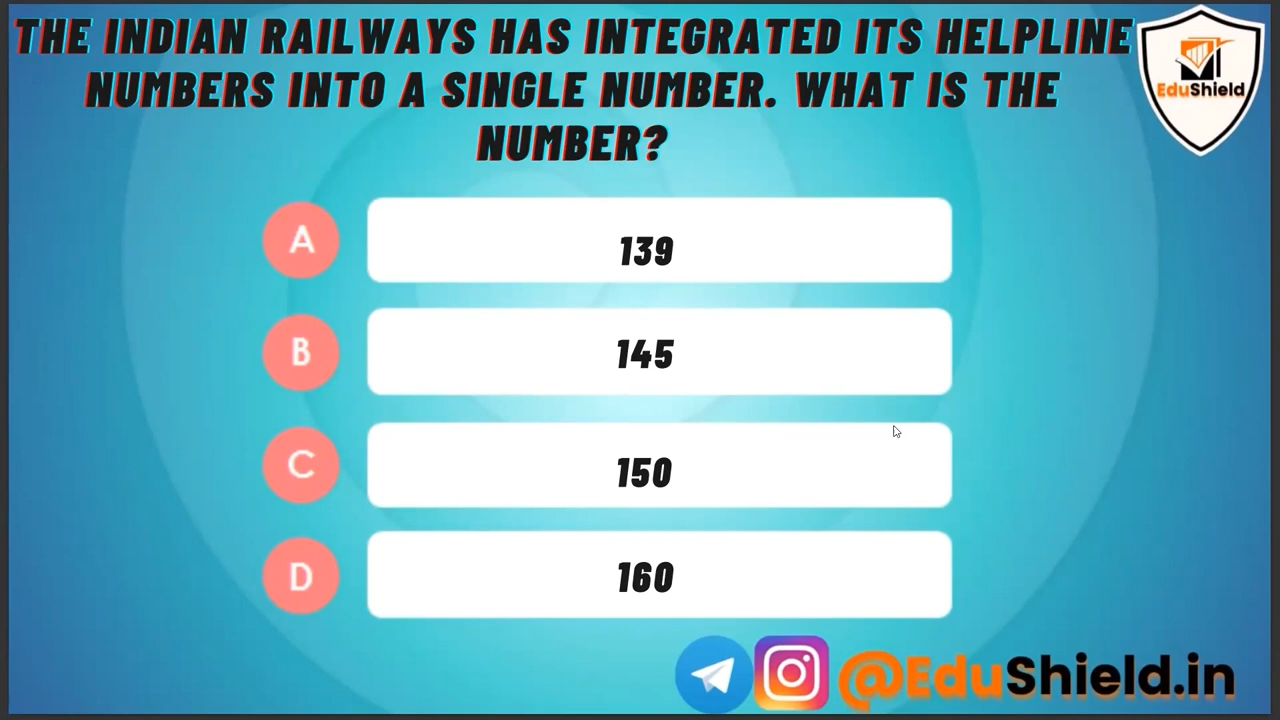 THE INDIAN RAILWAYS HAS INTEGRATED ITS HELPLINE
NUMBERS INTO A SINGLE NUMBER. WHAT IS THE
NUMBER?
EduShield
A
139
B
145
C
150
D
160
@EduShield.in